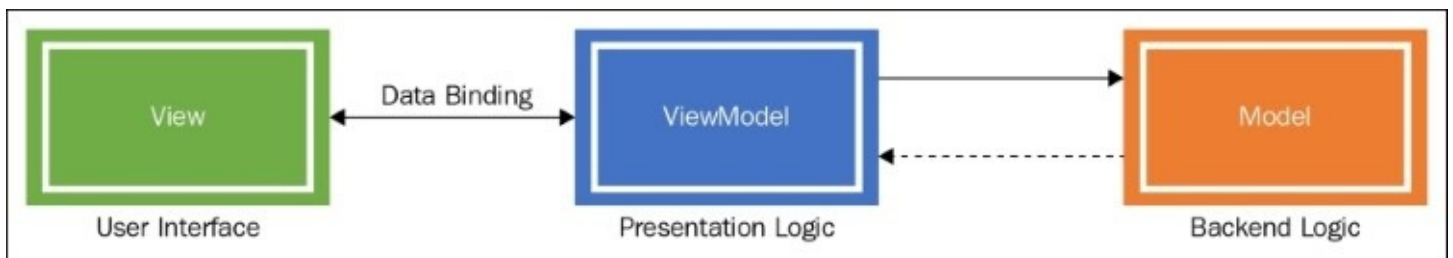 View
Data Binding
ViewModel
Model
User Interface
Presentation Logic
Backend Logic